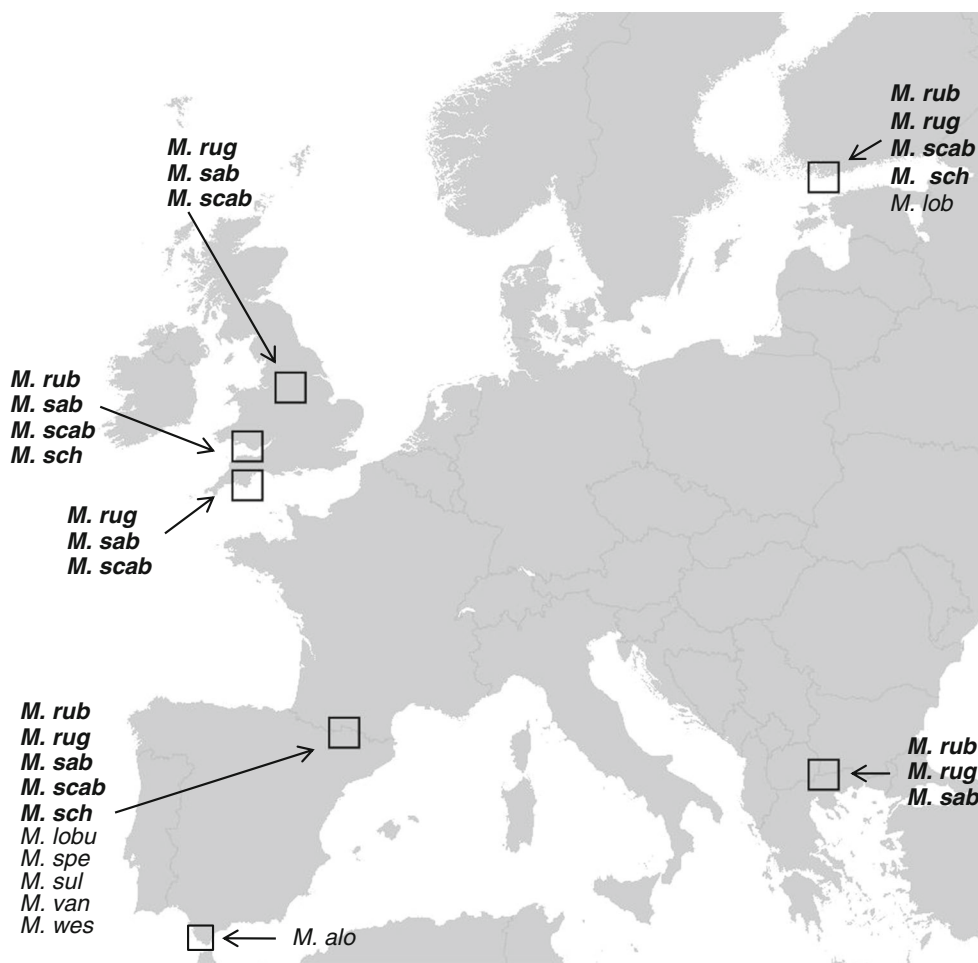 M. rub
M. rug
M. scab
M. sch
M. lob
M. rug
M. sab
M. scab
M. rub
M. sab
M. scab
M. sch
M. rug
M. sab
M. scab
M. rub
M. rug
M. sab
M. scab
M. sch
M. lobu
M. spe
M. sul
M. van
M. wes
M. rub
M. rug
M. sab
M. alo